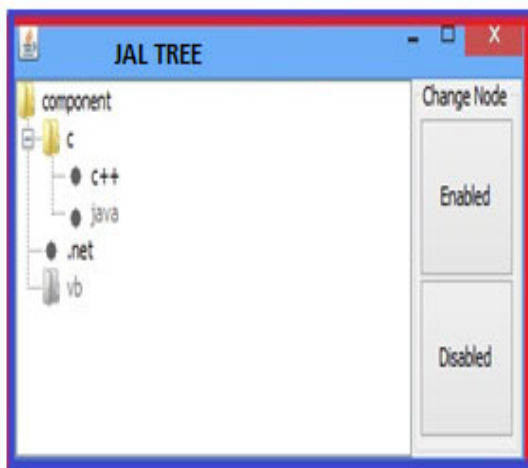 JAL TREE
X
component
c
c++
java
.net
vb
Change Node
Enabled
Disabled